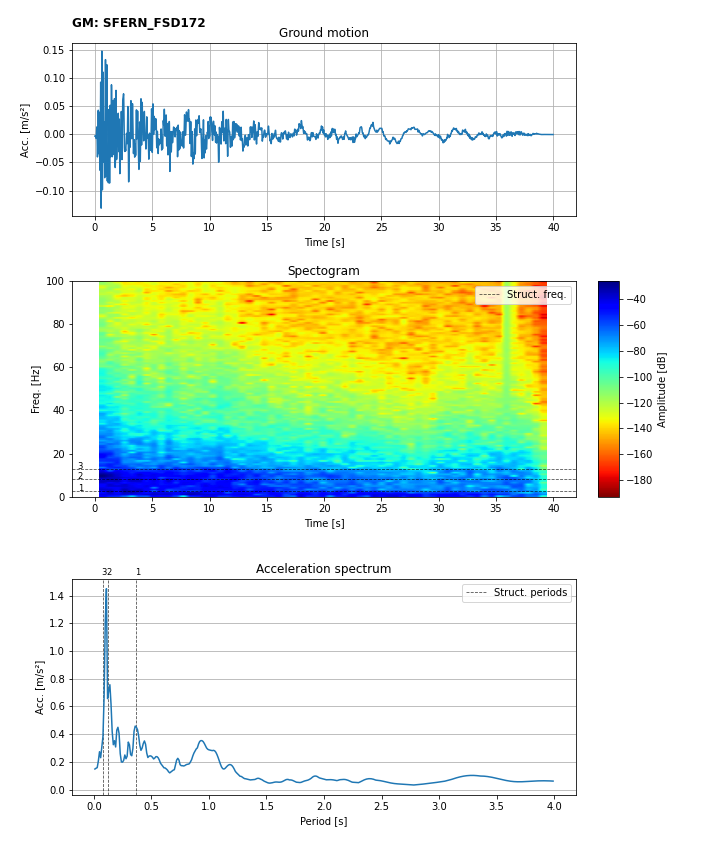 GM: SFERN_FSD172
Ground motion
0.15
0.10
0.05
0.00
−0.05
−0.10
Acc. [m/s²]
0 5 10 15 20 25 30 35 40
Time [s]
Spectogram
100
80
60
40
20
0
Freq. [Hz]
Struct. freq.
3
2
1
0 5 10 15 20 25 30 35 40
Time [s]
−40
−60
−80
−100
−120
−140
−160
−180
Amplitude [dB]
Acceleration spectrum
3 2 1
1.4
1.2
1.0
0.8
0.6
0.4
0.2
0.0
Acc. [m/s²]
Struct. periods
0.0 0.5 1.0 1.5 2.0 2.5 3.0 3.5 4.0
Period [s]